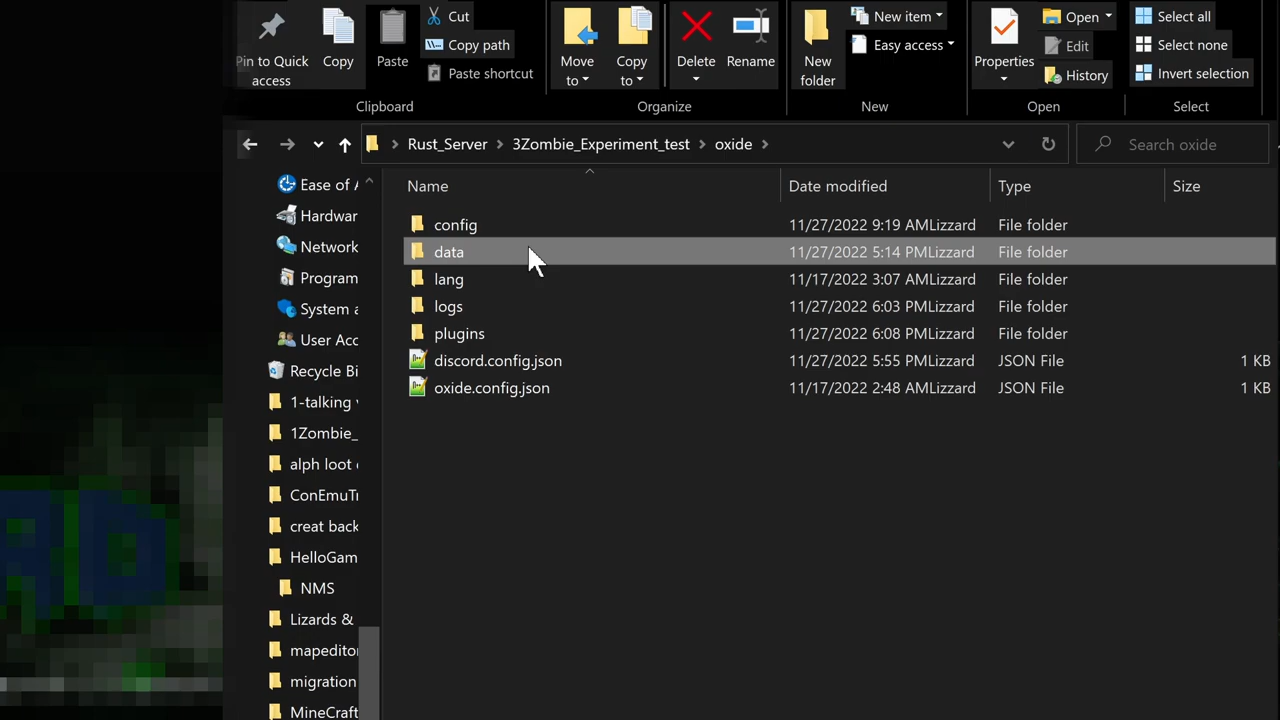 Pin to Quick access
Copy
Paste
Cut
Copy path
Paste shortcut
Clipboard
Move to
Copy to
Delete
Rename
Organize
New folder
New item
Easy access
New
Properties
Open
Edit
History
Open
Select all
Select none
Invert selection
Select
Rust_Server
3Zombie_Experiment_test
oxide
Search oxide
Name
Date modified
Type
Size
config 11/27/2022 9:19 AMLizzard File folder
data 11/27/2022 5:14 PMLizzard File folder
lang 11/17/2022 3:07 AMLizzard File folder
logs 11/27/2022 6:03 PMLizzard File folder
plugins 11/27/2022 6:08 PMLizzard File folder
discord.config.json 11/27/2022 5:55 PMLizzard JSON File 1 KB
oxide.config.json 11/17/2022 2:48 AMLizzard JSON File 1 KB
Ease of
Hardwar
Network
Program
System a
User Acc
Recycle Bi
1-talking
1Zombie_
alph loot
ConEmuTr
creat back
HelloGam
NMS
Lizards &
mapeditor
migration
MineCraft
RD